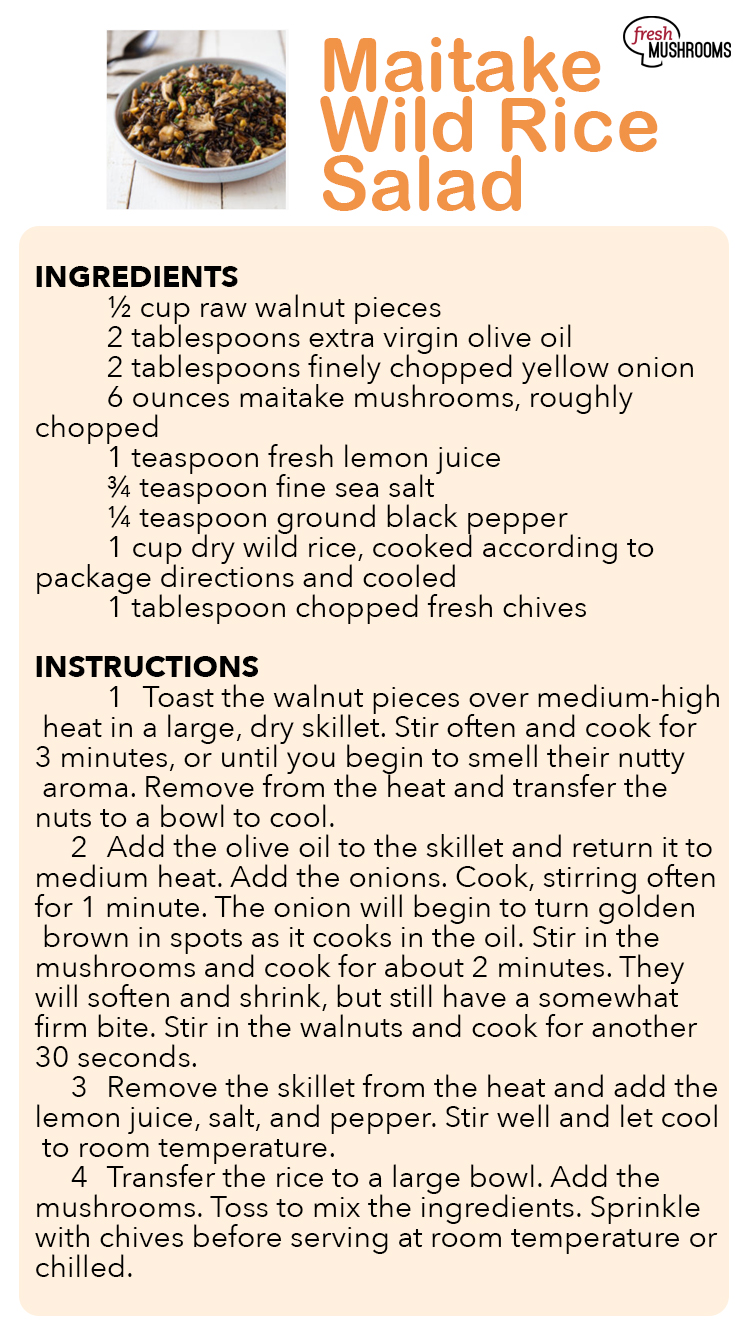 fresh
MUSHROOMS
Maitake
Wild Rice
Salad
INGREDIENTS
½ cup raw walnut pieces
2 tablespoons extra virgin olive oil
2 tablespoons finely chopped yellow onion
6 ounces maitake mushrooms, roughly
chopped
1 teaspoon fresh lemon juice
¾ teaspoon fine sea salt
¼ teaspoon ground black pepper
1 cup dry wild rice, cooked according to
package directions and cooled
1 tablespoon chopped fresh chives
INSTRUCTIONS
1 Toast the walnut pieces over medium-high
heat in a large, dry skillet. Stir often and cook for
3 minutes, or until you begin to smell their nutty
aroma. Remove from the heat and transfer the
nuts to a bowl to cool.
2 Add the olive oil to the skillet and return it to
medium heat. Add the onions. Cook, stirring often
for 1 minute. The onion will begin to turn golden
brown in spots as it cooks in the oil. Stir in the
mushrooms and cook for about 2 minutes. They
will soften and shrink, but still have a somewhat
firm bite. Stir in the walnuts and cook for another
30 seconds.
3 Remove the skillet from the heat and add the
lemon juice, salt, and pepper. Stir well and let cool
to room temperature.
4 Transfer the rice to a large bowl. Add the
mushrooms. Toss to mix the ingredients. Sprinkle
with chives before serving at room temperature or
chilled.